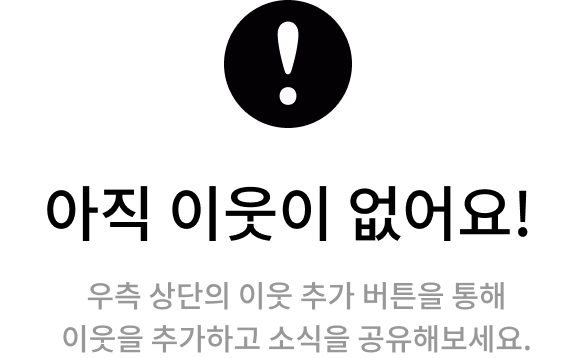 아직 이웃이 없어요!
우측 상단의 이웃 추가 버튼을 통해
이웃을 추가하고 소식을 공유해보세요.